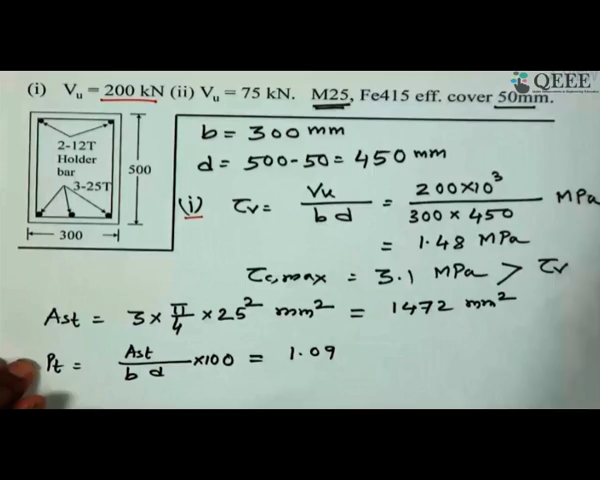 QEEE
(i) Vu = 200 kN (ii) Vu = 75 kN. M25, Fe415 eff. cover 50mm.
2-12T
Holder
bar
3-25T
500
300
b = 300 mm
d = 500-50 = 450 mm
(i) τv = Vu / b d = 200×10³ / 300 × 450 MPa
= 1.48 MPa
τc,max = 3.1 MPa > τv
Ast = 3 × π/4 × 25² mm² = 1472 mm²
Pt = Ast / b d ×100 = 1.09